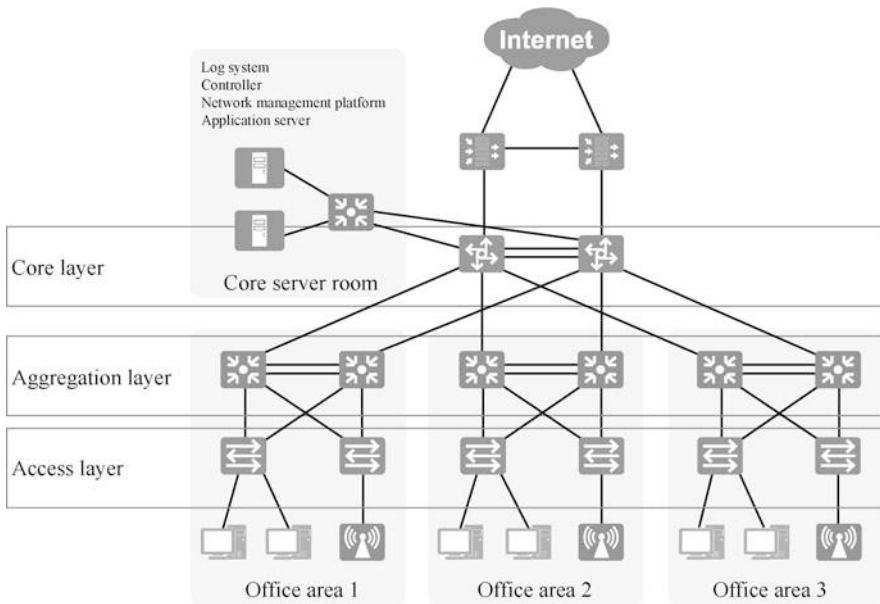 Internet
Log system
Controller
Network management platform
Application server
Core layer
Core server room
Aggregation layer
Access layer
Office area 1
Office area 2
Office area 3